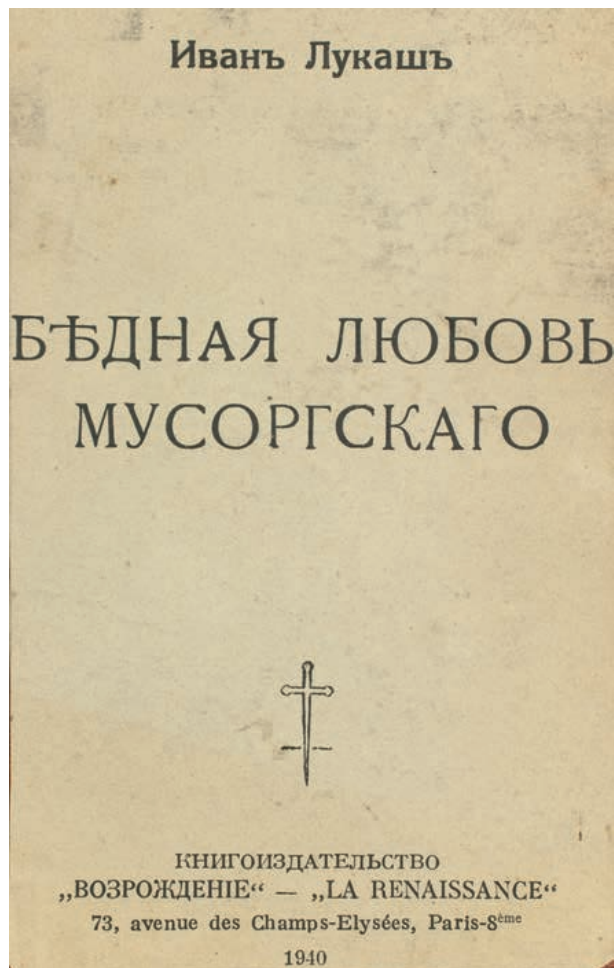 Иванъ Лукашъ
БѢДНАЯ ЛЮБОВЬ
МУСОРГСКАГО
КНИГОИЗДАТЕЛЬСТВО
„ВОЗРОЖДЕНІЕ“ — „LA RENAISSANCE“
73, avenue des Champs-Elysées, Paris-8ème
1940